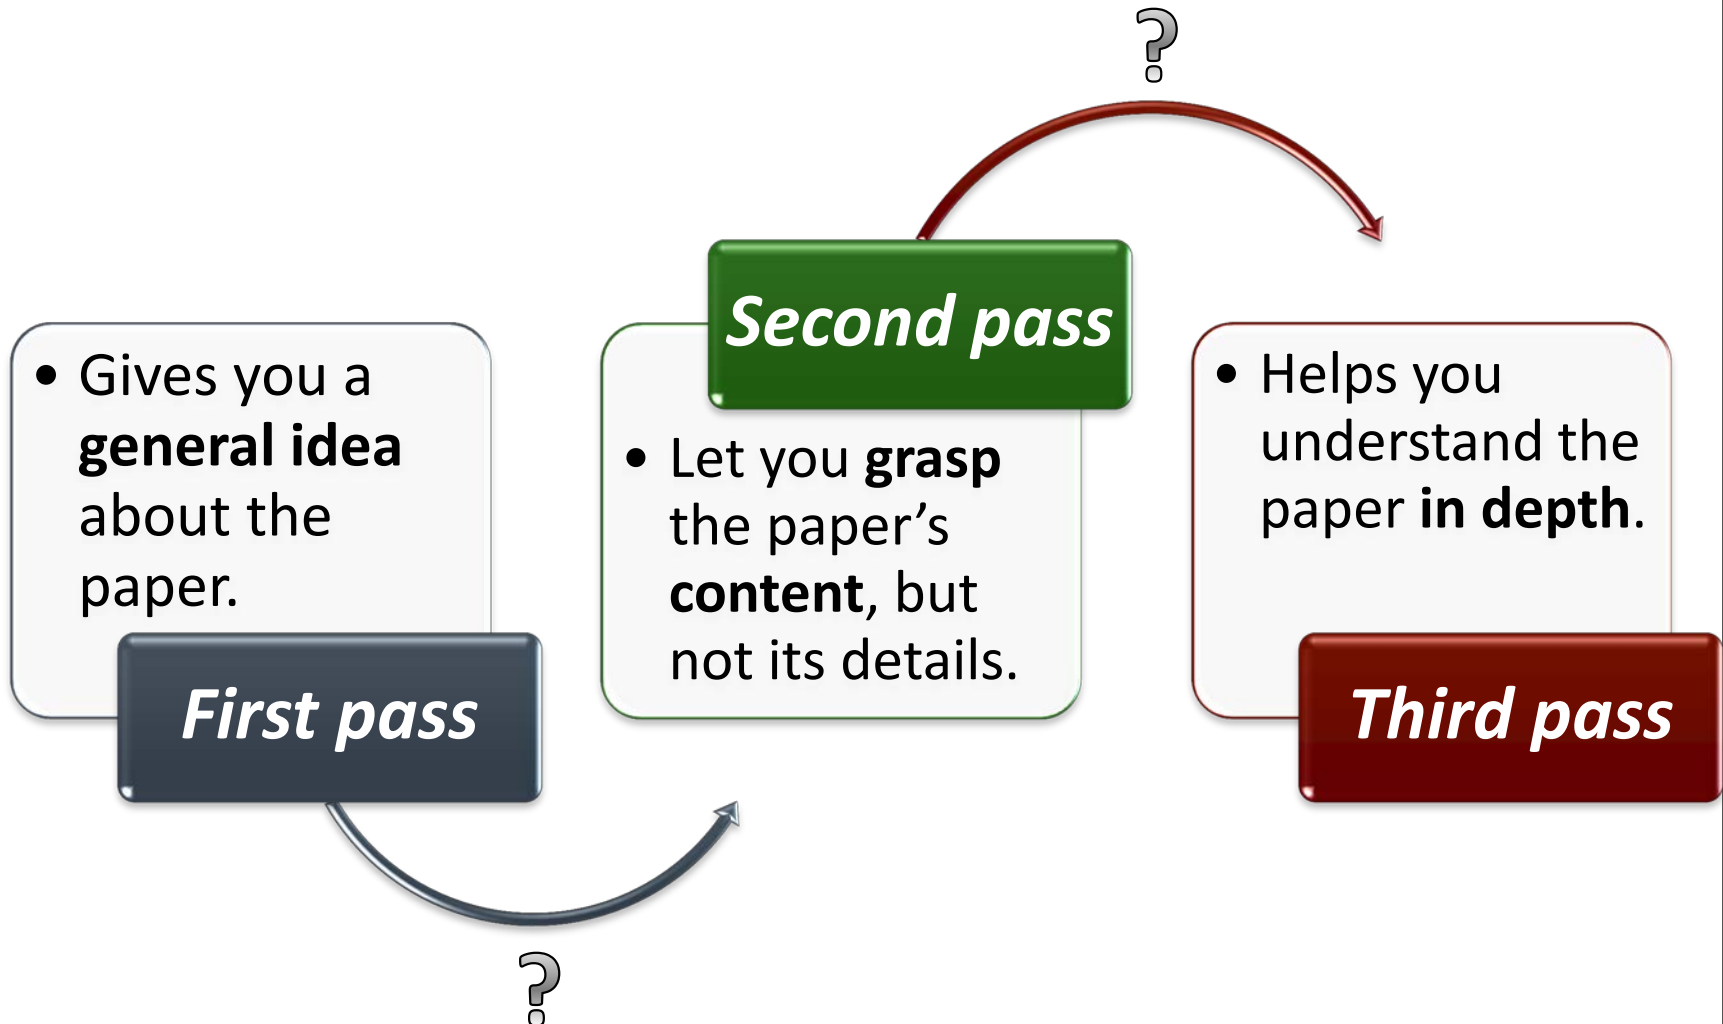 • Gives you a
general idea
about the
paper.
First pass
?
Second pass
• Let you grasp
the paper’s
content, but
not its details.
?
• Helps you
understand the
paper in depth.
Third pass